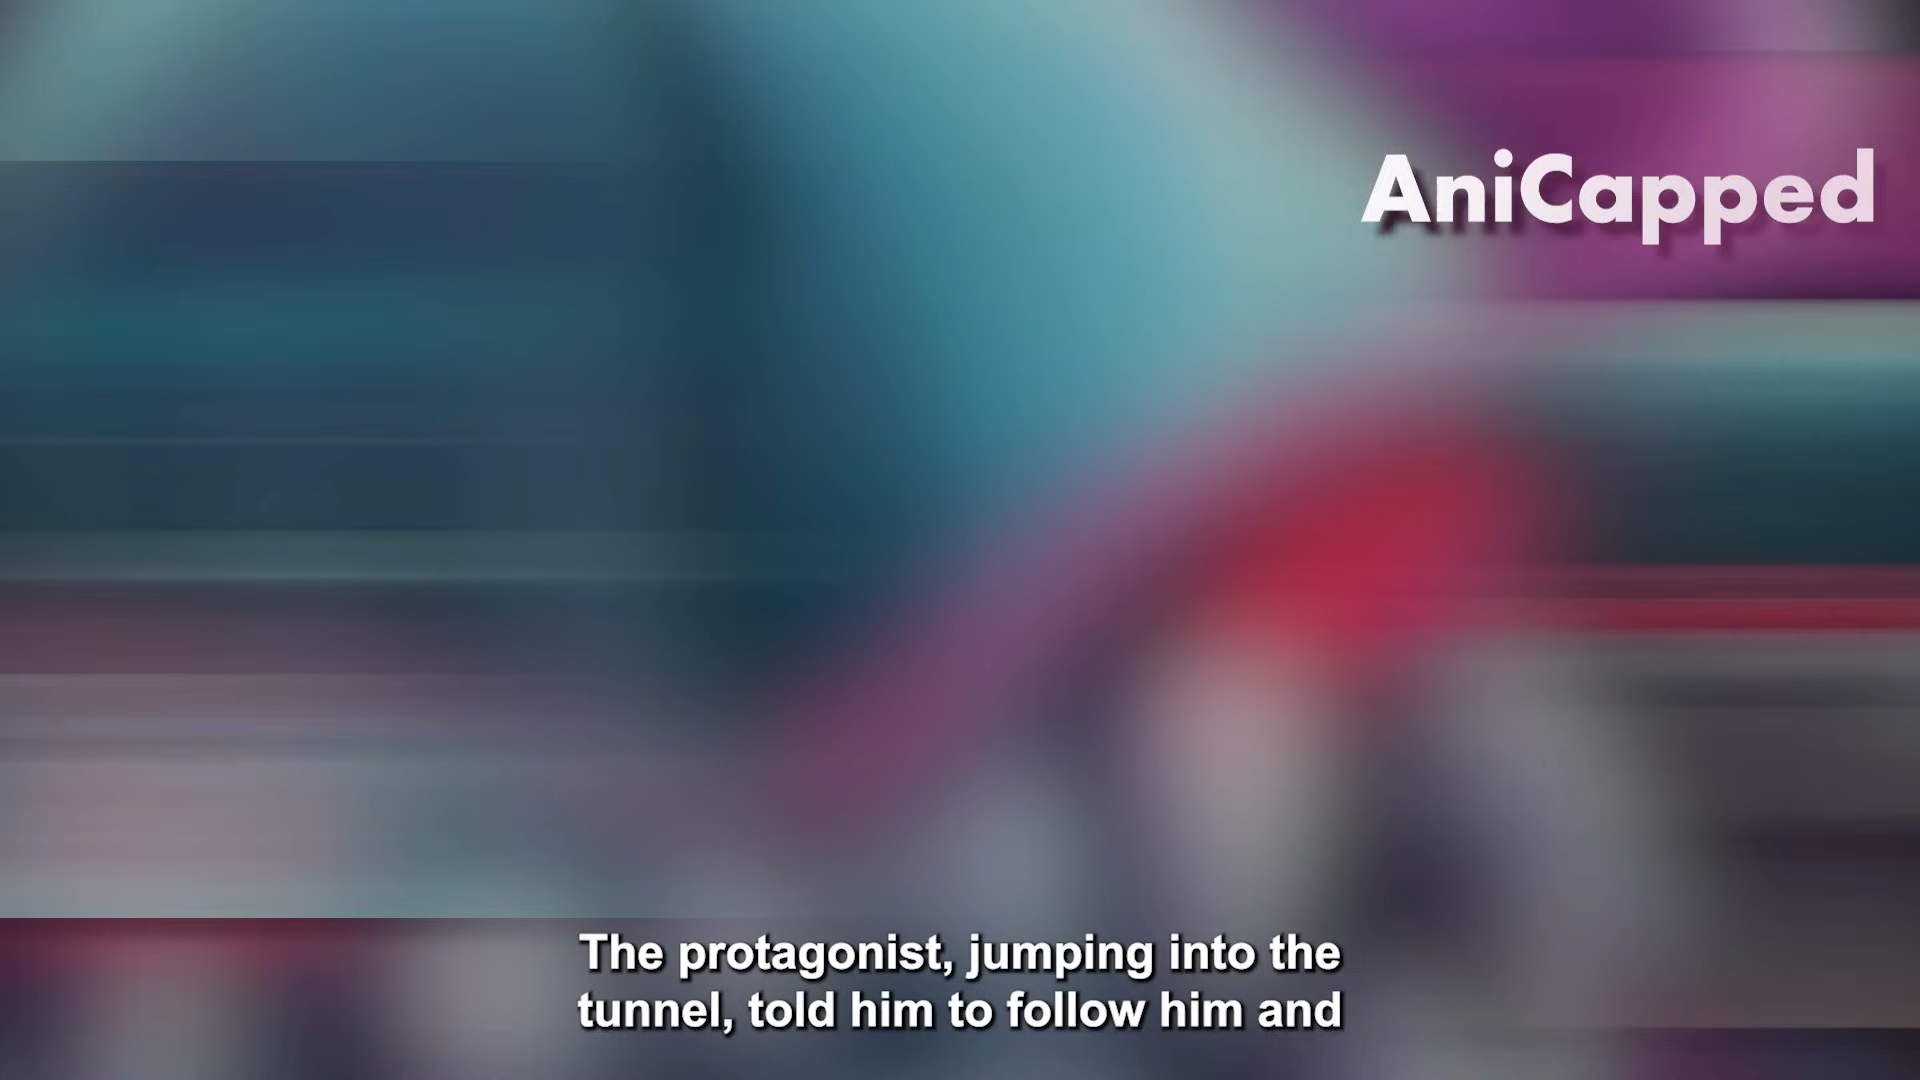 AniCapped
The protagonist, jumping into the
tunnel, told him to follow him and